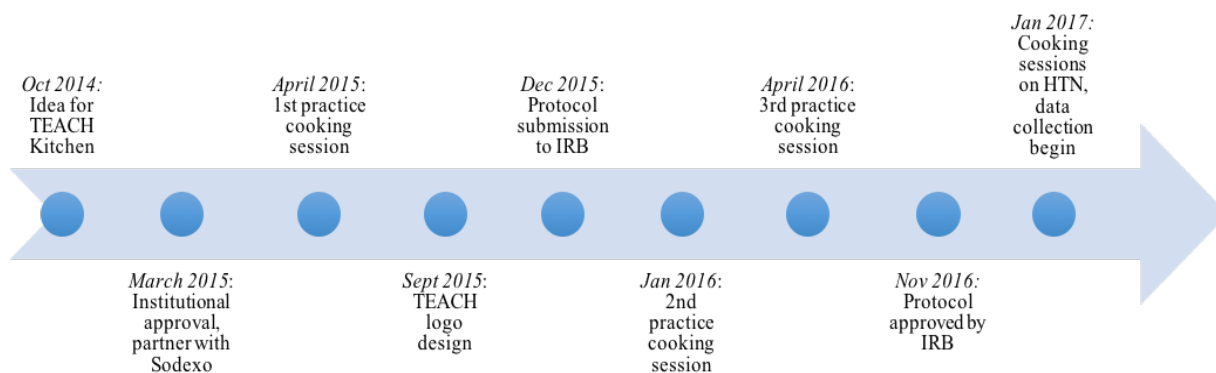 Oct 2014:
Idea for
TEACH
Kitchen
March 2015:
Institutional
approval,
partner with
Sodexo
April 2015:
1st practice
cooking
session
Sept 2015:
TEACH
logo
design
Dec 2015:
Protocol
submission
to IRB
Jan 2016:
2nd
practice
cooking
session
April 2016:
3rd practice
cooking
session
Nov 2016:
Protocol
approved by
IRB
Jan 2017:
Cooking
sessions
on HTN,
data
collection
begin